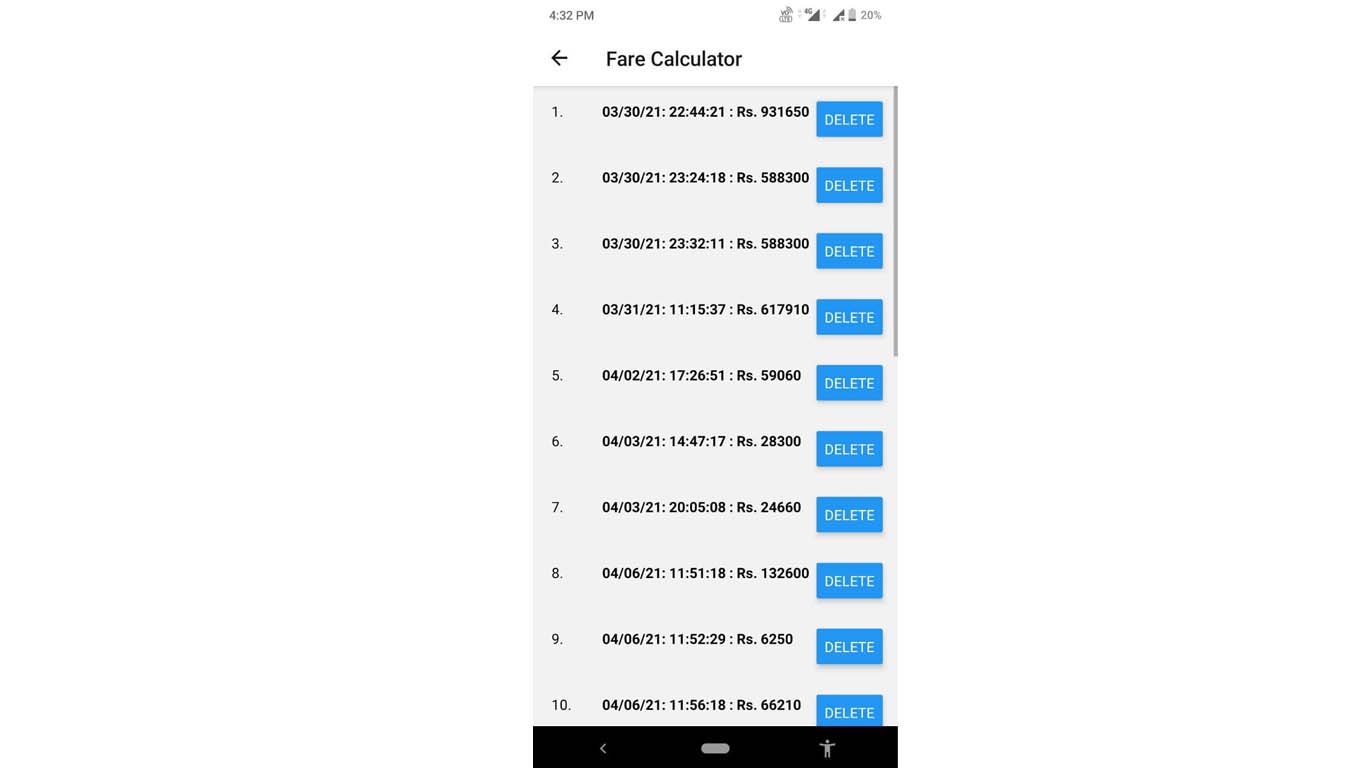 4:32 PM
VO LTE 4G 20%
Fare Calculator
1. 03/30/21: 22:44:21 : Rs. 931650 DELETE
2. 03/30/21: 23:24:18 : Rs. 588300 DELETE
3. 03/30/21: 23:32:11 : Rs. 588300 DELETE
4. 03/31/21: 11:15:37 : Rs. 617910 DELETE
5. 04/02/21: 17:26:51 : Rs. 59060 DELETE
6. 04/03/21: 14:47:17 : Rs. 28300 DELETE
7. 04/03/21: 20:05:08 : Rs. 24660 DELETE
8. 04/06/21: 11:51:18 : Rs. 132600 DELETE
9. 04/06/21: 11:52:29 : Rs. 6250 DELETE
10. 04/06/21: 11:56:18 : Rs. 66210 DELETE